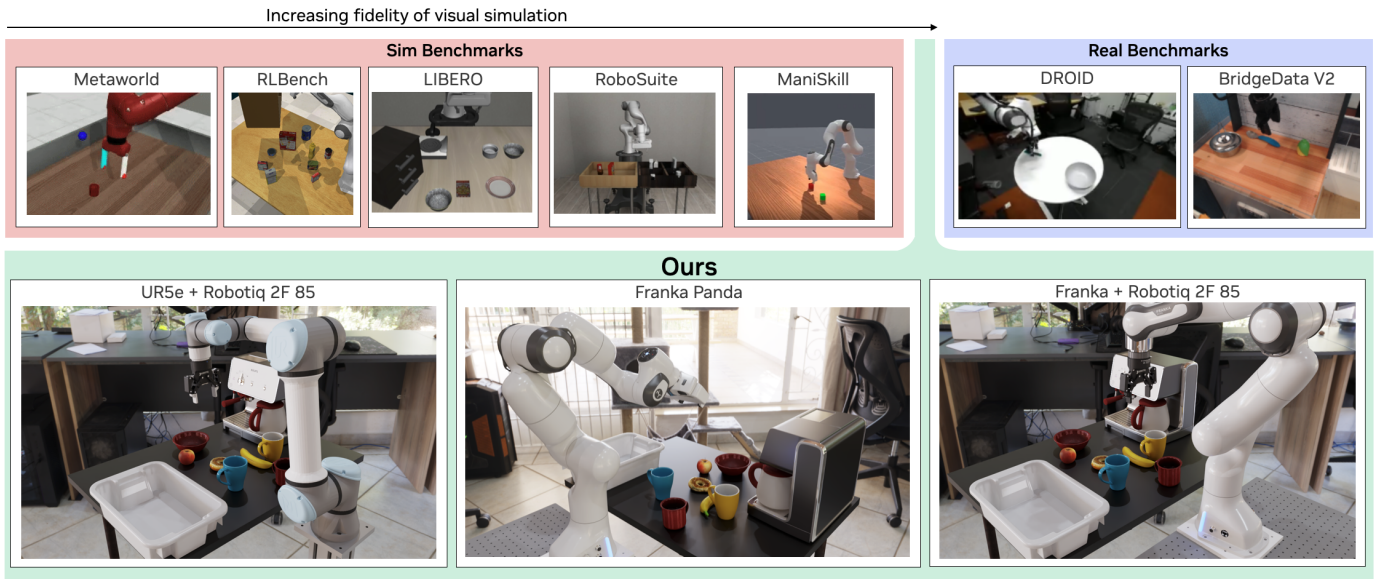 Increasing fidelity of visual simulation
Sim Benchmarks
Real Benchmarks
Metaworld
RLBench
LIBERO
RoboSuite
ManiSkill
DROID
BridgeData V2
Ours
UR5e + Robotiq 2F 85
Franka Panda
Franka + Robotiq 2F 85